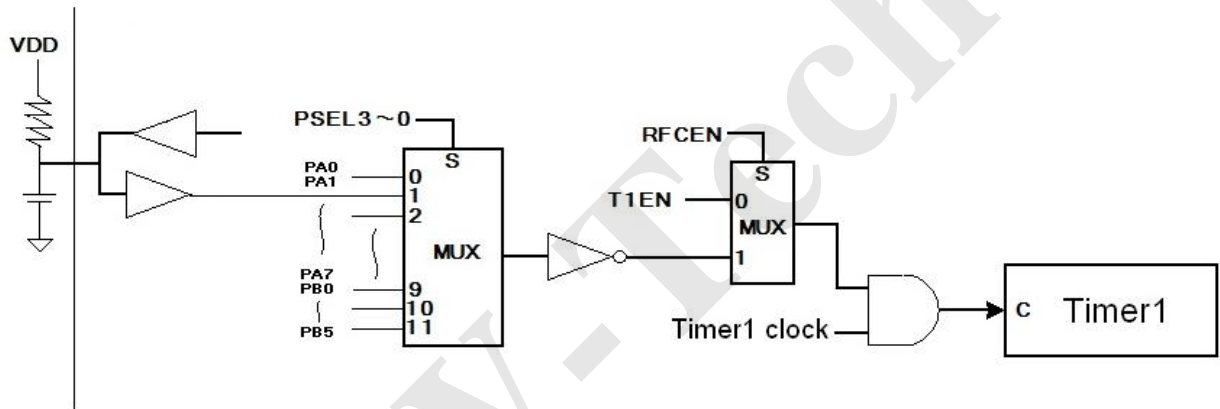 VDD
PSEL3~0
RFCEN
S
S
PA0
PA1
0
1
2
T1EN
0
MUX
1
MUX
PA7
PB0
PB5
9
10
11
Timer1 clock
C
Timer1
y-Tech